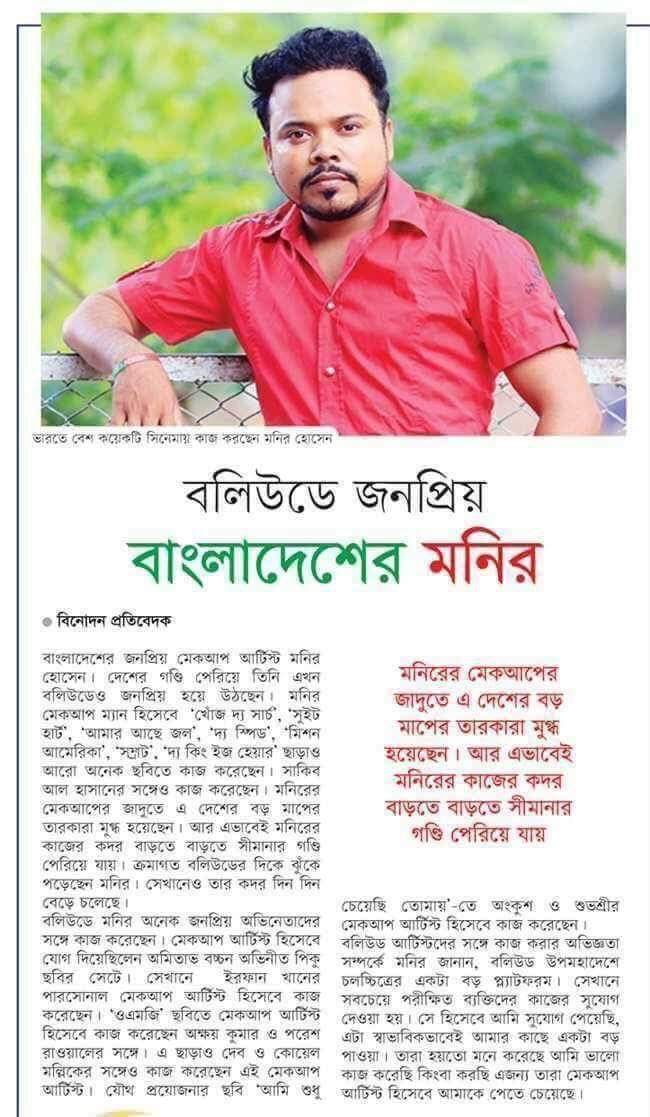 ভারতে বেশ কয়েকটি সিনেমায় কাজ করছেন মনির হোসেন
বলিউডে জনপ্রিয়
বাংলাদেশের মনির
বিনোদন প্রতিবেদক
বাংলাদেশের জনপ্রিয় মেকআপ আর্টিস্ট মনির
হোসেন। দেশের গণ্ডি পেরিয়ে তিনি এখন
বলিউডেও জনপ্রিয় হয়ে উঠছেন। মনির
মেকআপ ম্যান হিসেবে ‘খোঁজ দ্য সার্চ’, ‘সুইট
হার্ট’, ‘আমার আছে জল’, ‘দ্য স্পিড’, ‘মিশন
আমেরিকা’, ‘সম্রাট’, ‘দ্য কিং ইজ হেয়ার’ ছাড়াও
আরো অনেক ছবিতে কাজ করেছেন। সাকিব
আল হাসানের সঙ্গেও কাজ করেছেন। মনিরের
মেকআপের জাদুতে এ দেশের বড় মাপের
তারকারা মুগ্ধ হয়েছেন। আর এভাবেই মনিরের
কাজের কদর বাড়তে বাড়তে সীমানার গণ্ডি
পেরিয়ে যায়। ক্রমাগত বলিউডের দিকে ঝুঁকে
পড়েছেন মনির। সেখানেও তার কদর দিন দিন
বেড়ে চলেছে।
বলিউডে মনির অনেক জনপ্রিয় অভিনেতাদের
সঙ্গে কাজ করেছেন। মেকআপ আর্টিস্ট হিসেবে
যোগ দিয়েছিলেন অমিতাভ বচ্চন অভিনীত পিকু
ছবির সেটে। সেখানে ইরফান খানের
পারসোনাল মেকআপ আর্টিস্ট হিসেবে কাজ
করেছেন। ‘ওএমজি’ ছবিতে মেকআপ আর্টিস্ট
হিসেবে কাজ করেছেন অক্ষয় কুমার ও পরেশ
রাওয়ালের সঙ্গে। এ ছাড়াও দেব ও কোয়েল
মল্লিকের সঙ্গেও কাজ করেছেন এই মেকআপ
আর্টিস্ট। যৌথ প্রযোজনার ছবি ‘আমি শুধু
মনিরের মেকআপের
জাদুতে এ দেশের বড়
মাপের তারকারা মুগ্ধ
হয়েছেন। আর এভাবেই
মনিরের কাজের কদর
বাড়তে বাড়তে সীমানার
গণ্ডি পেরিয়ে যায়
চেয়েছি তোমায়’-তে অংকুশ ও শুভশ্রীর
মেকআপ আর্টিস্ট হিসেবে কাজ করেছেন।
বলিউড আর্টিস্টদের সঙ্গে কাজ করার অভিজ্ঞতা
সম্পর্কে মনির জানান, বলিউড উপমহাদেশে
চলচ্চিত্রের একটা বড় প্ল্যাটফরম। সেখানে
সবচেয়ে পরীক্ষিত ব্যক্তিদের কাজের সুযোগ
দেওয়া হয়। সে হিসেবে আমি সুযোগ পেয়েছি,
এটা স্বাভাবিকভাবেই আমার কাছে একটা বড়
পাওয়া। তারা হয়তো মনে করেছে আমি ভালো
কাজ করেছি কিংবা করছি এজন্য তারা মেকআপ
আর্টিস্ট হিসেবে আমাকে পেতে চেয়েছে।